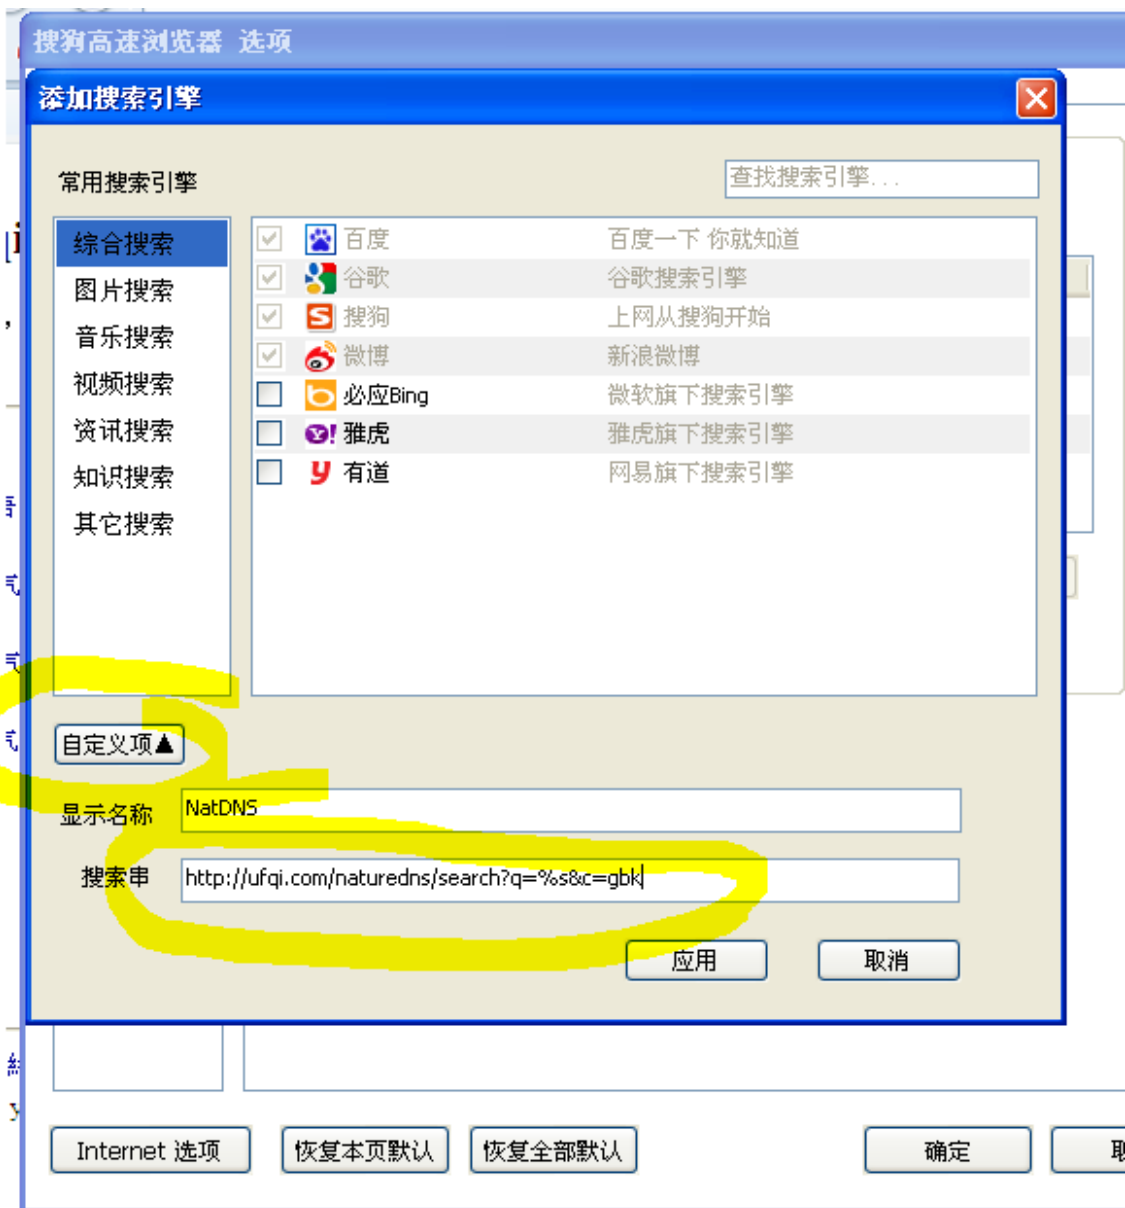 搜狗高速浏览器 选项
添加搜索引擎
常用搜索引擎
查找搜索引擎...
综合搜索
图片搜索
音乐搜索
视频搜索
资讯搜索
知识搜索
其它搜索
百度 百度一下 你就知道
谷歌 谷歌搜索引擎
搜狗 上网从搜狗开始
微博 新浪微博
必应Bing 微软旗下搜索引擎
雅虎 雅虎旗下搜索引擎
有道 网易旗下搜索引擎
自定义项▲
显示名称 NatDNS
搜索串 http://ufqi.com/naturedns/search?q=%s&c=gbk
应用 取消
Internet 选项 恢复本页默认 恢复全部默认 确定